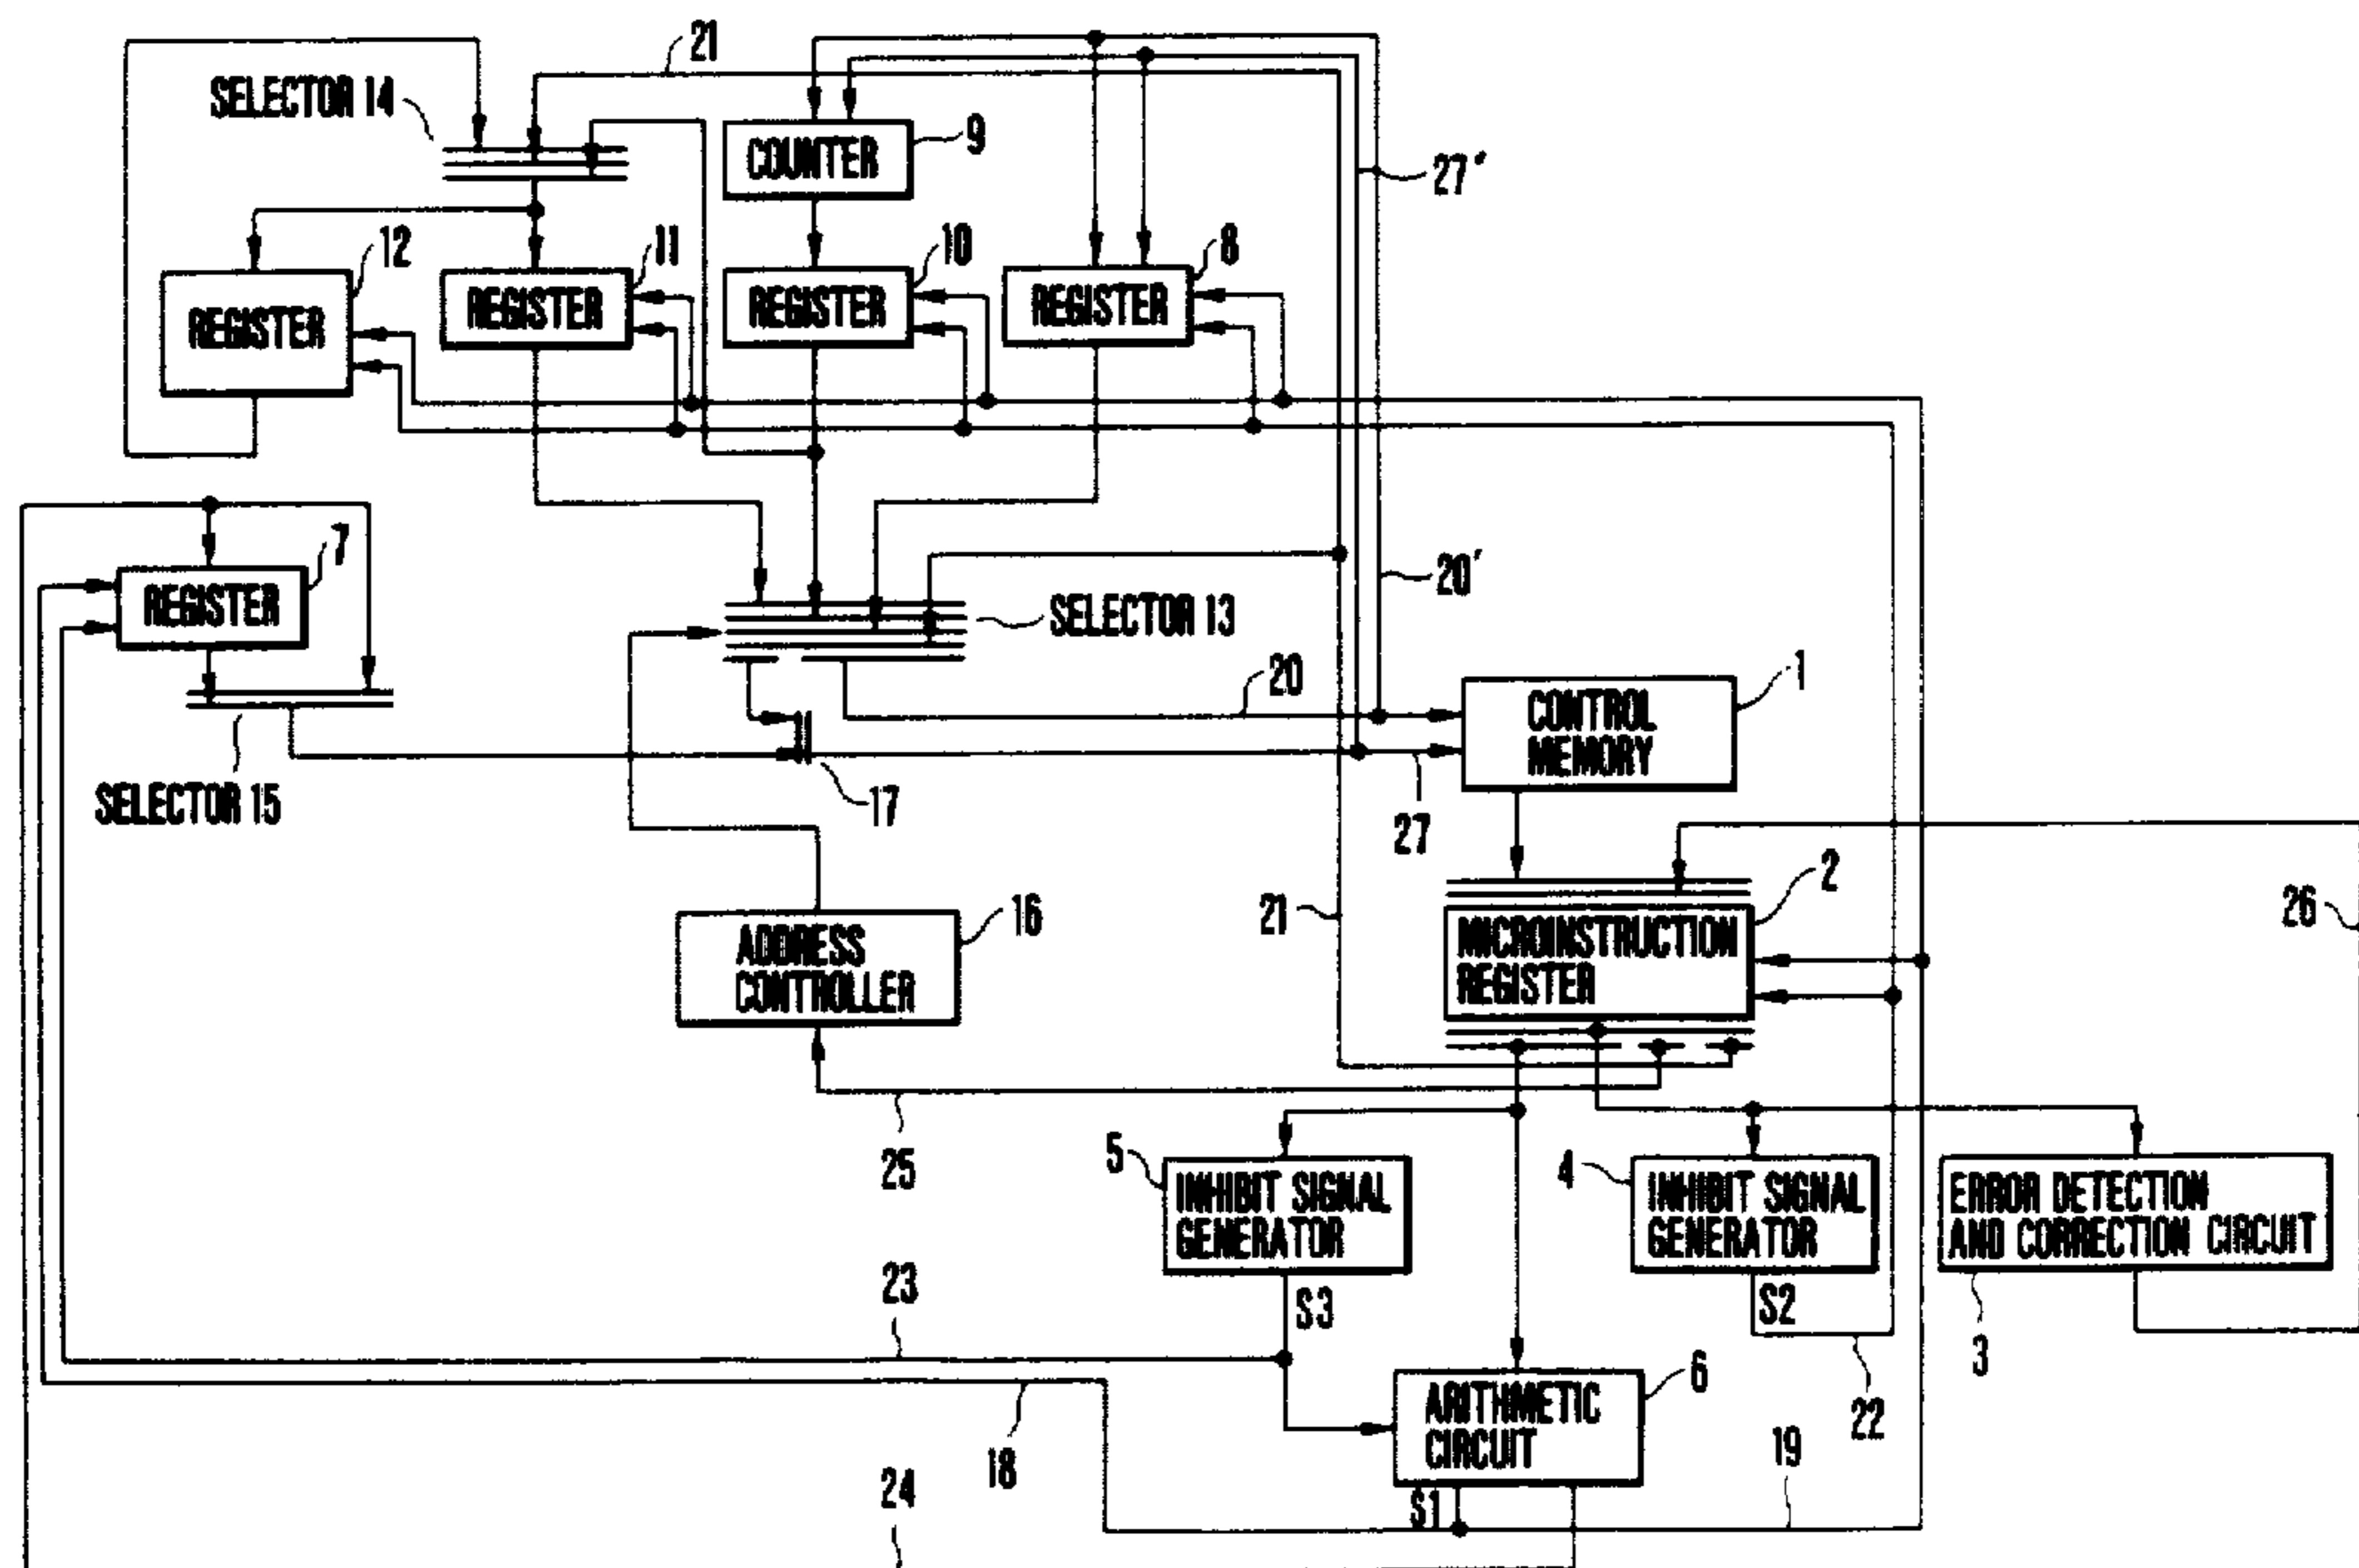 21
SELECTOR 14
COUNTER
9
27'
12
11
10
8
REGISTER
REGISTER
REGISTER
REGISTER
7
REGISTER
20'
SELECTOR 13
20
1
CONTROL
MEMORY
SELECTOR 15
17
27
2
21
26
16
ADDRESS
CONTROLLER
MICROINSTRUCTION
REGISTER
25
5
INHIBIT SIGNAL
GENERATOR
4
INHIBIT SIGNAL
GENERATOR
ERROR DETECTION
AND CORRECTION CIRCUIT
23
S3
S2
3
6
22
ARITHMETIC
CIRCUIT
18
19
24
S1